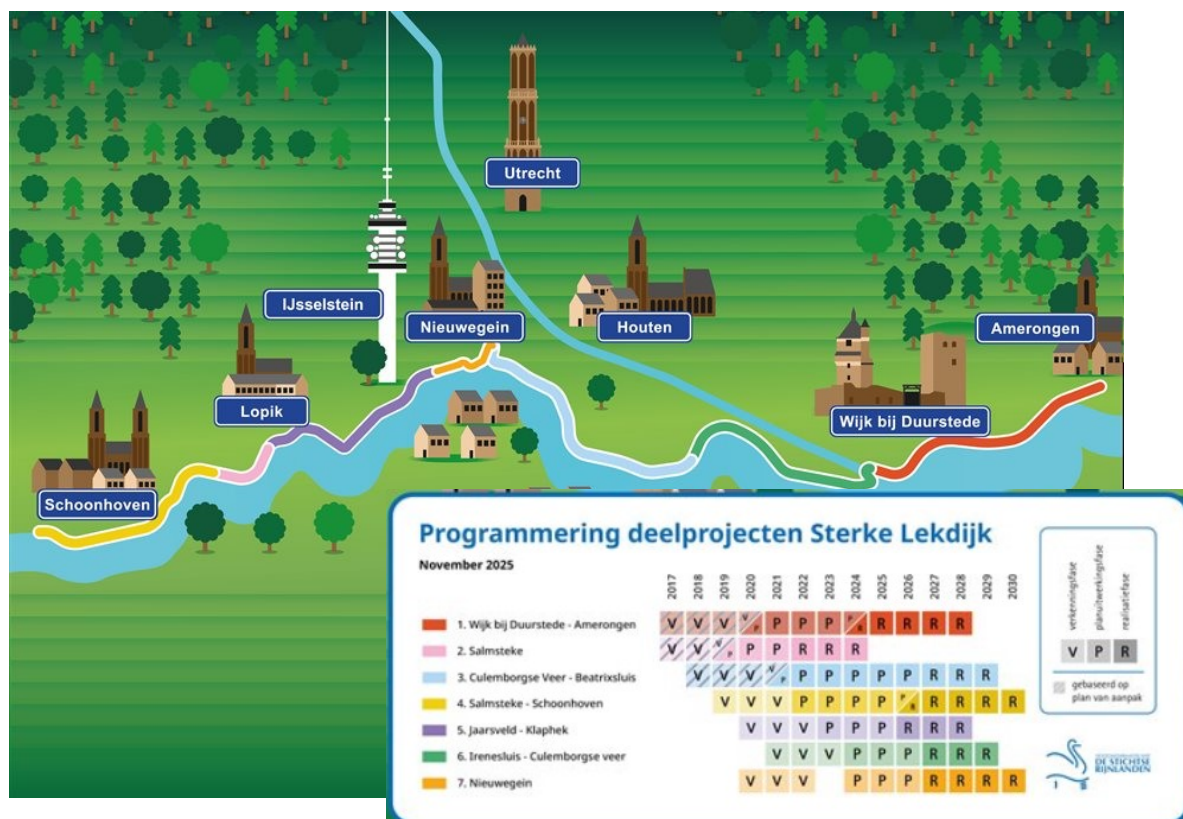 Utrecht
IJsselstein
Nieuwegein
Houten
Amerongen
Lopik
Wijk bij Duurstede
Schoonhoven
Programmering deelprojecten Sterke Lekdijk
November 2025
2017 2018 2019 2020 2021 2022 2023 2024 2025 2026 2027 2028 2029 2030
1. Wijk bij Duurstede - Amerongen V V V V/P P P P P/R R R R R
2. Salmsteke V V V/P P P R R R
3. Culemborgse Veer - Beatrixsluis V V V V/P P P P P P R R R
4. Salmsteke - Schoonhoven V V V P P P P P/R R R R R
5. Jaarsveld - Klaphek V V V P P P R R R
6. Irenesluis - Culemborgse veer V V V P P P R R R
7. Nieuwegein V V V P P P R R R R
verkenningsfase
planuitwerkingsfase
realisatiefase
V P R
gebaseerd op
plan van aanpak
DE STICHTSE
RIJNLANDEN